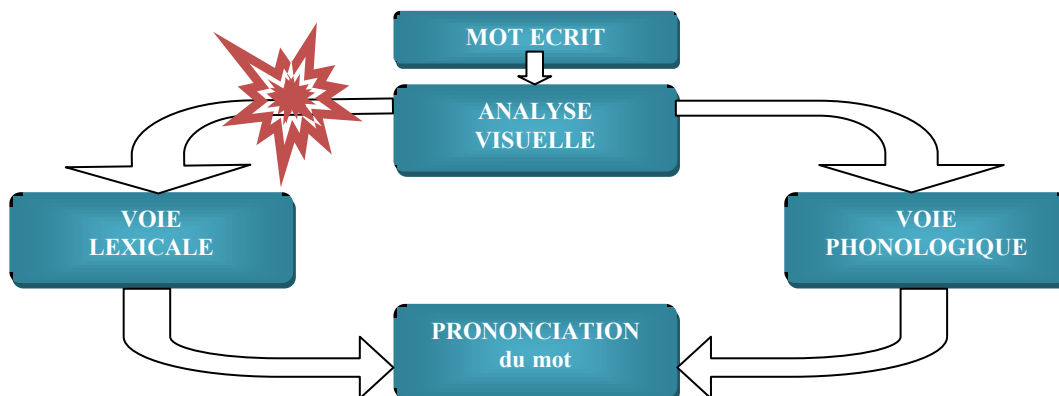 MOT ECRIT
ANALYSE
VISUELLE
VOIE
LEXICALE
VOIE
PHONOLOGIQUE
PRONONCIATION
du mot